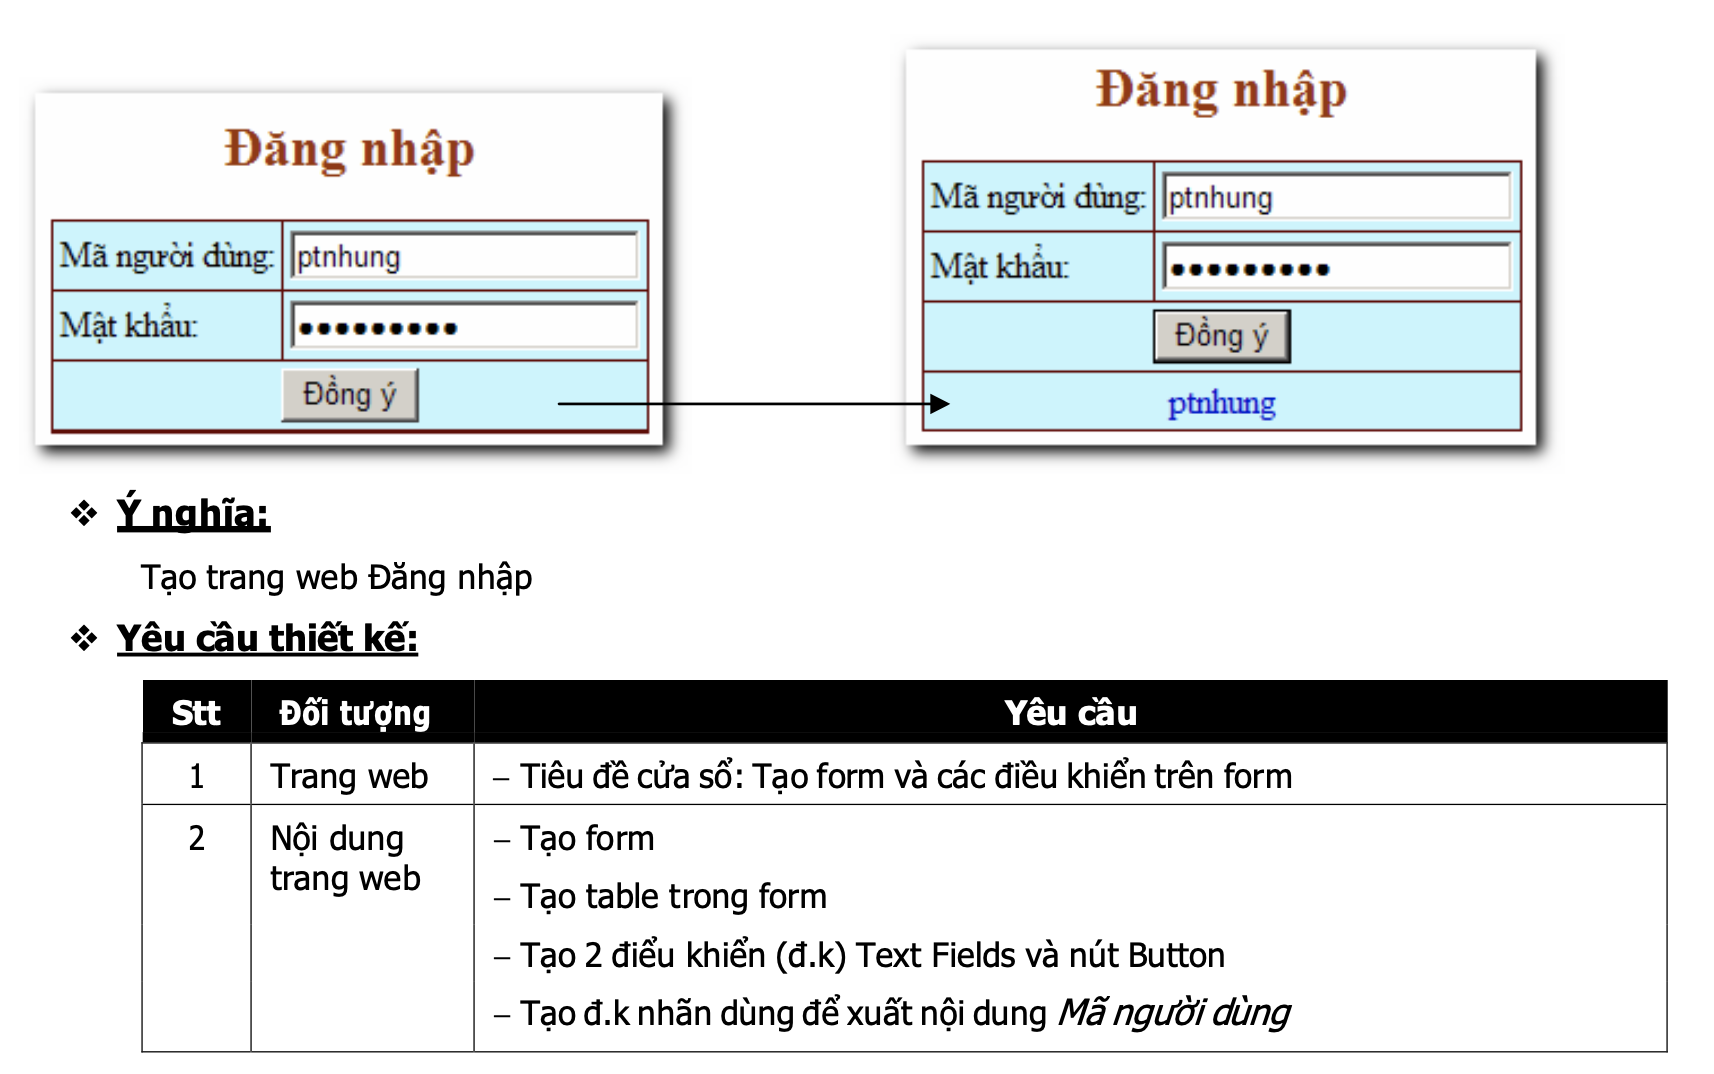 Đăng nhập
Mã người dùng: ptnhung
Mật khẩu: •••••••••
Đồng ý
Đăng nhập
Mã người dùng: ptnhung
Mật khẩu: •••••••••
Đồng ý
ptnhung
❖ Ý nghĩa:
Tạo trang web Đăng nhập
❖ Yêu cầu thiết kế:
Stt Đối tượng Yêu cầu
1 Trang web – Tiêu đề cửa sổ: Tạo form và các điều khiển trên form
2 Nội dung trang web – Tạo form
– Tạo table trong form
– Tạo 2 điểu khiển (đ.k) Text Fields và nút Button
– Tạo đ.k nhãn dùng để xuất nội dung Mã người dùng